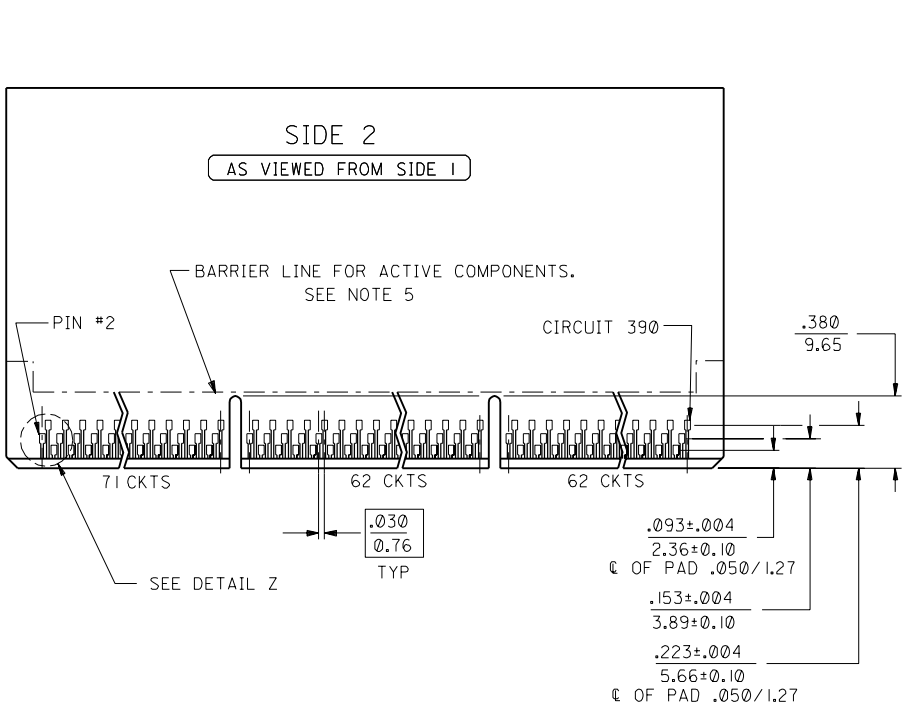 SIDE 2
AS VIEWED FROM SIDE 1
BARRIER LINE FOR ACTIVE COMPONENTS.
SEE NOTE 5
PIN #2
CIRCUIT 390
.380
9.65
71 CKTS
62 CKTS
62 CKTS
.030
0.76
TYP
SEE DETAIL Z
.093±.004
2.36±0.10
℄ OF PAD .050/1.27
.153±.004
3.89±0.10
.223±.004
5.66±0.10
℄ OF PAD .050/1.27